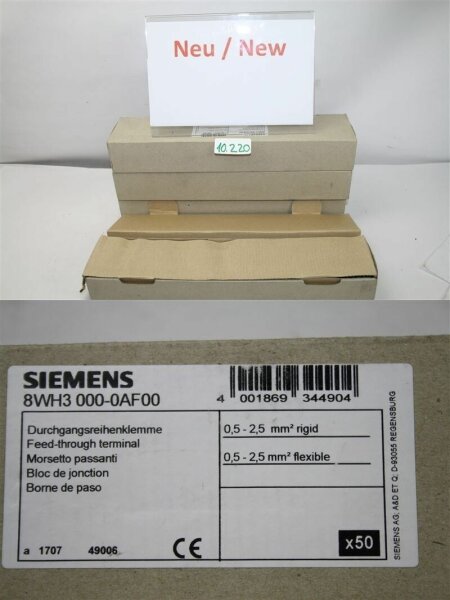 Neu / New
10.2.20
SIEMENS
8WH3 000-0AF00
4 001869 344904
Durchgangsreihenklemme
Feed-through terminal
Morsetto passanti
Bloc de jonction
Borne de paso
0,5 - 2,5 mm² rigid
0,5 - 2,5 mm² flexible
a 1707 49006
CE
x50
SIEMENS AG; A&D ET Q; D-93055 REGENSBURG